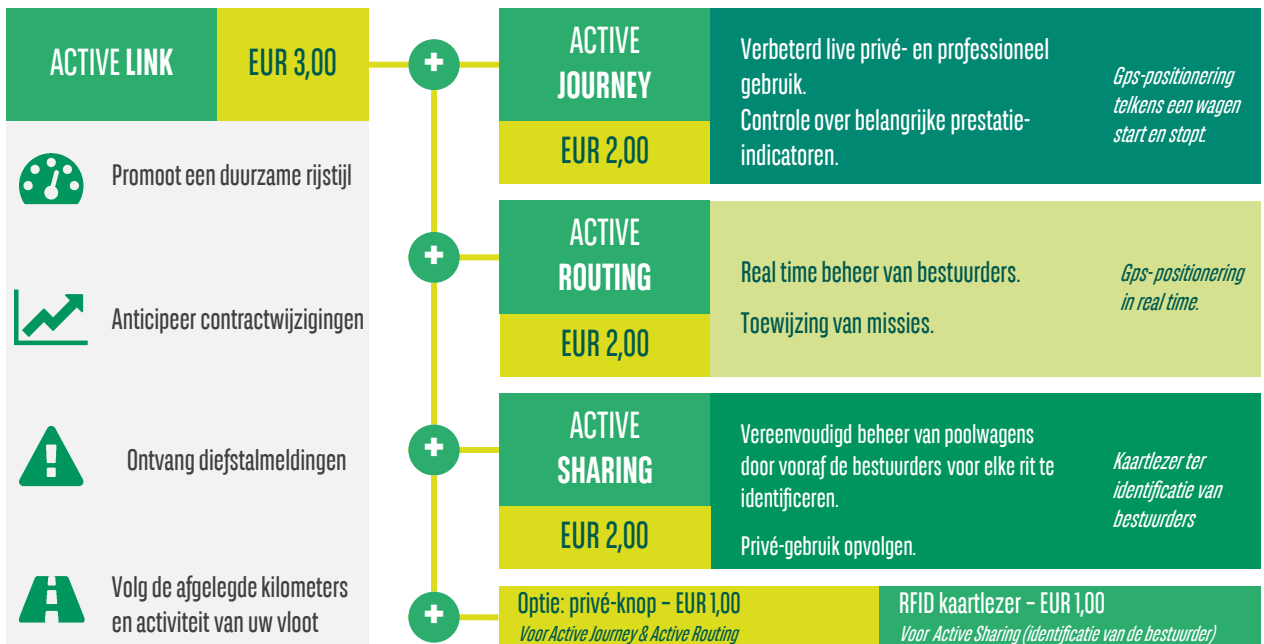 ACTIVE LINK
EUR 3,00
Promoot een duurzame rijstijl
Anticipeer contractwijzigingen
Ontvang diefstalmeldingen
Volg de afgelegde kilometers
en activiteit van uw vloot
ACTIVE
JOURNEY
EUR 2,00
Verbeterd live privé- en professioneel
gebruik.
Controle over belangrijke prestatie-
indicatoren.
Gps-positionering
telkens een wagen
start en stopt.
ACTIVE
ROUTING
EUR 2,00
Real time beheer van bestuurders.
Toewijzing van missies.
Gps-positionering
in real time.
ACTIVE
SHARING
EUR 2,00
Vereenvoudigd beheer van poolwagens
door vooraf de bestuurders voor elke rit te
identificeren.
Privé-gebruik opvolgen.
Kaartlezer ter
identificatie van
bestuurders
Optie: privé-knop – EUR 1,00
Voor Active Journey & Active Routing
RFID kaartlezer – EUR 1,00
Voor Active Sharing (identificatie van de bestuurder)